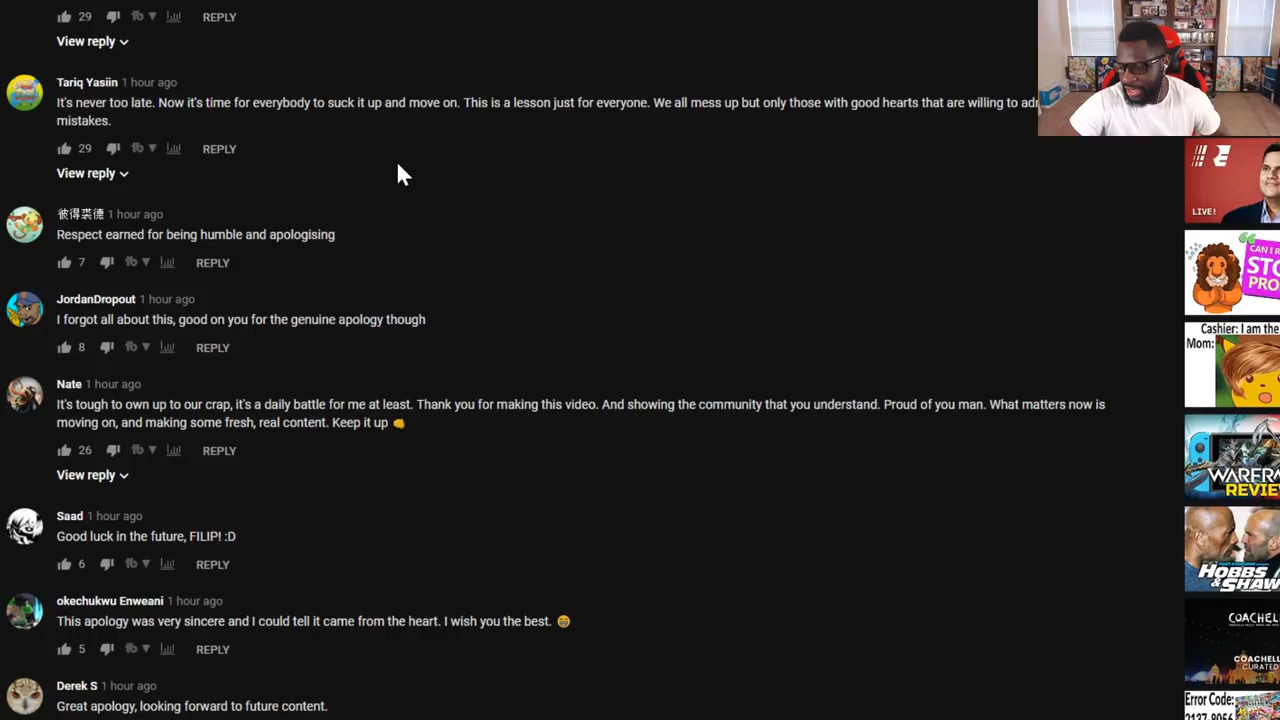 29 REPLY
View reply
Tariq Yasiin 1 hour ago
It's never too late. Now it's time for everybody to suck it up and move on. This is a lesson just for everyone. We all mess up but only those with good hearts that are willing to
mistakes.
29 REPLY
View reply
彼得裘德 1 hour ago
Respect earned for being humble and apologising
7 REPLY
JordanDropout 1 hour ago
I forgot all about this, good on you for the genuine apology though
8 REPLY
Nate 1 hour ago
It's tough to own up to our crap, it's a daily battle for me at least. Thank you for making this video. And showing the community that you understand. Proud of you man. What matters now is
moving on, and making some fresh, real content. Keep it up
26 REPLY
View reply
Saad 1 hour ago
Good luck in the future, FILIP! :D
6 REPLY
okechukwu Enweani 1 hour ago
This apology was very sincere and I could tell it came from the heart. I wish you the best.
5 REPLY
Derek S 1 hour ago
Great apology, looking forward to future content.
LIVE!
CAN I
Cashier: I am the
Mom:
WARFRA
REVIE
HOBBS
& SHAW
COACHELL
COACHELL
CURATED
Error Code:
2137-8056